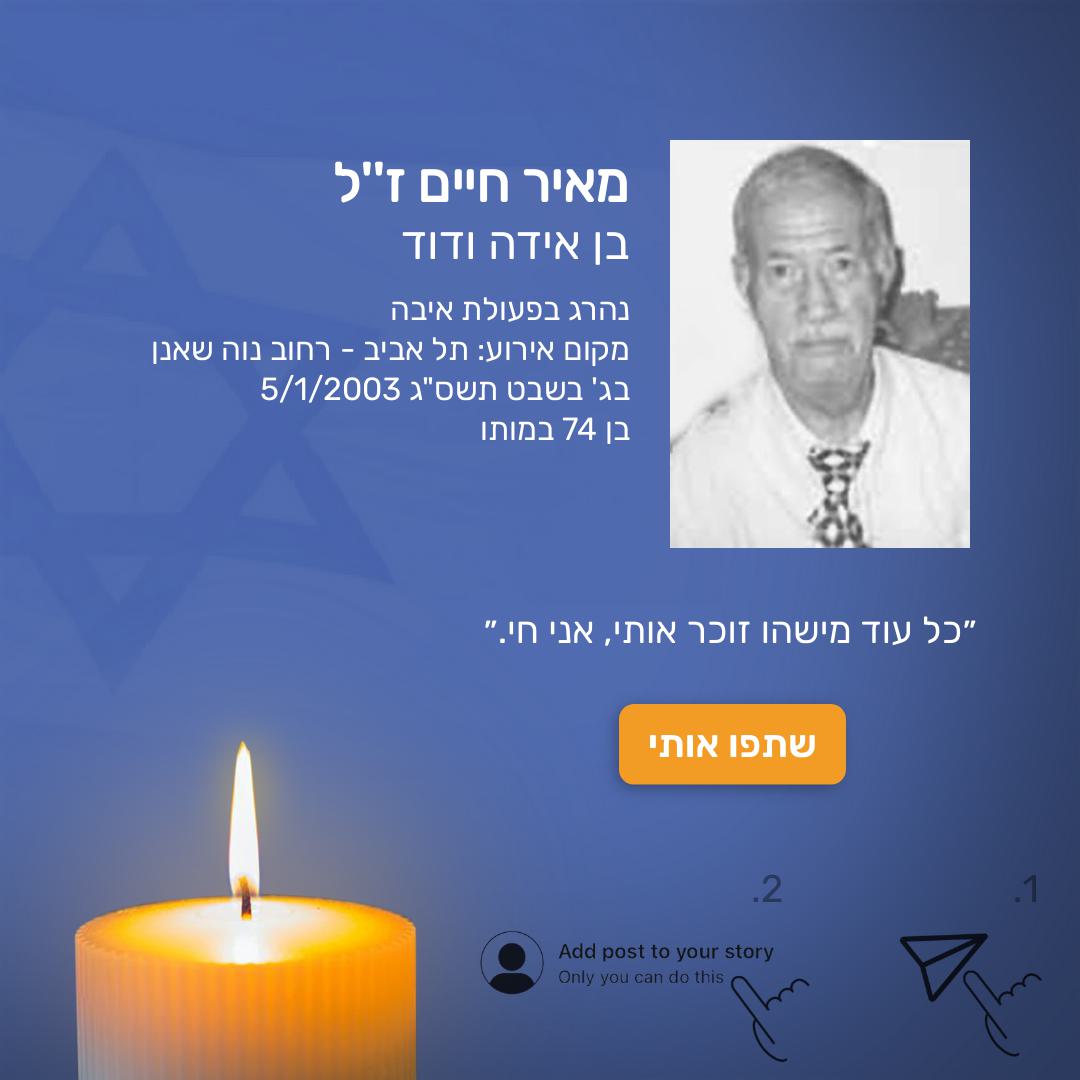 מאיר חיים ז"ל
בן אידה ודוד
נהרג בפעולת איבה
מקום אירוע: תל אביב - רחוב נוה שאנן
בג' בשבט תשס"ג 5/1/2003
בן 74 במותו
״כל עוד מישהו זוכר אותי, אני חי.״
שתפו אותי
1.
2.
Add post to your story
Only you can do this